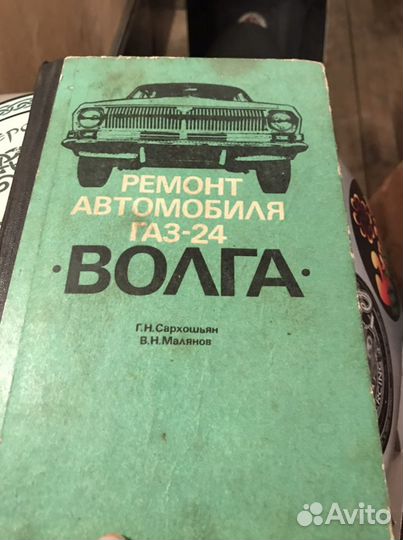 РЕМОНТ
АВТОМОБИЛЯ
ГАЗ-24
·ВОЛГА·
Г.Н.Сархошьян
В.Н.Малянов
Avito